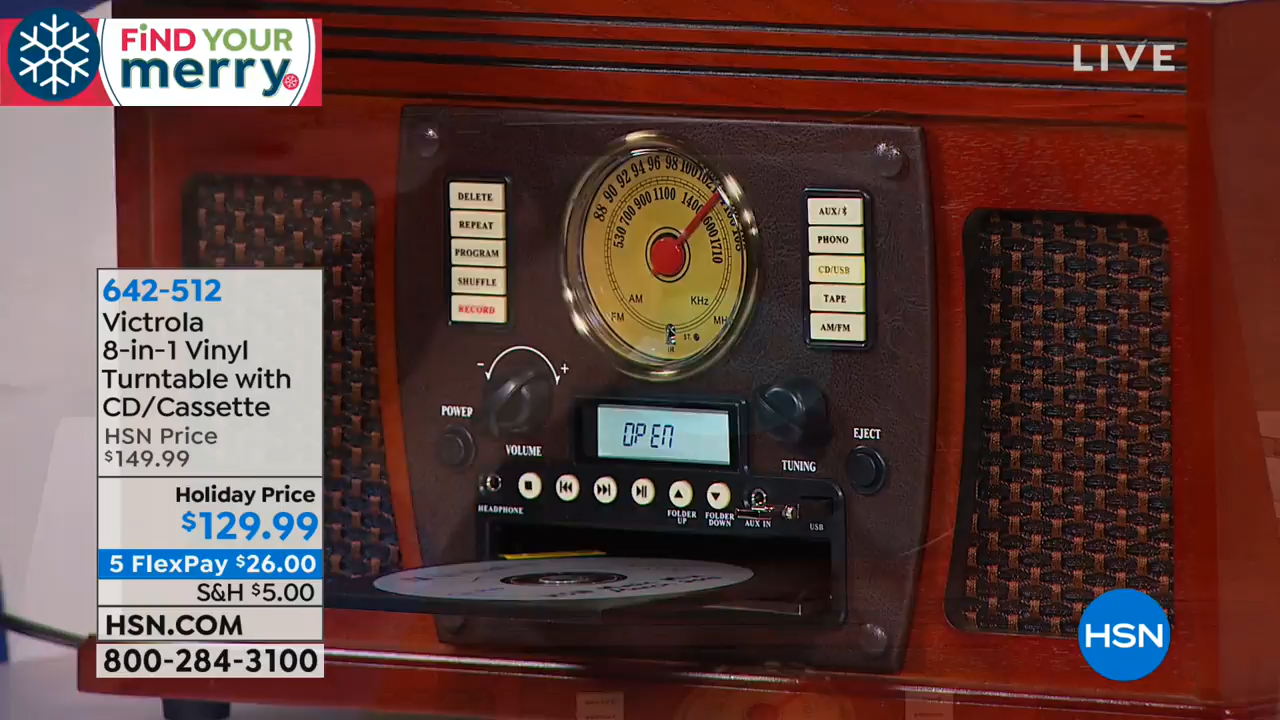 FiND YOUR
merry
LIVE
642-512
Victrola
8-in-1 Vinyl
Turntable with
CD/Cassette
HSN Price
$149.99
Holiday Price
$129.99
5 FlexPay $26.00
S&H $5.00
HSN.COM
800-284-3100
HSN
DELETE
REPEAT
PROGRAM
SHUFFLE
RECORD
88 90 92 94 96 98 100 102
530 700 900 1100 1400 1600 1710
AM
KHz
FM
MHz
ST.
IR
AUX/
PHONO
CD/USB
TAPE
AM/FM
- +
POWER
VOLUME
OPEN
TUNING
EJECT
HEADPHONE
FOLDER UP
FOLDER DOWN
AUX IN
USB